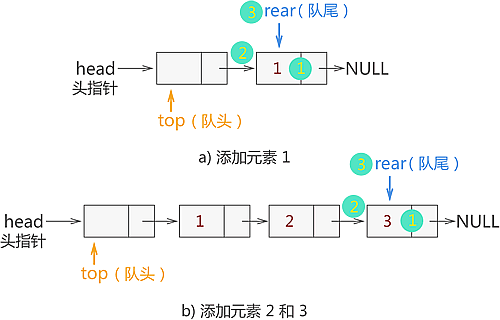 ③ rear（队尾）
②
head
头指针
1 ① NULL
top（队头）
a) 添加元素 1
③ rear（队尾）
②
head
头指针
1 2 3 ① NULL
top（队头）
b) 添加元素 2 和 3